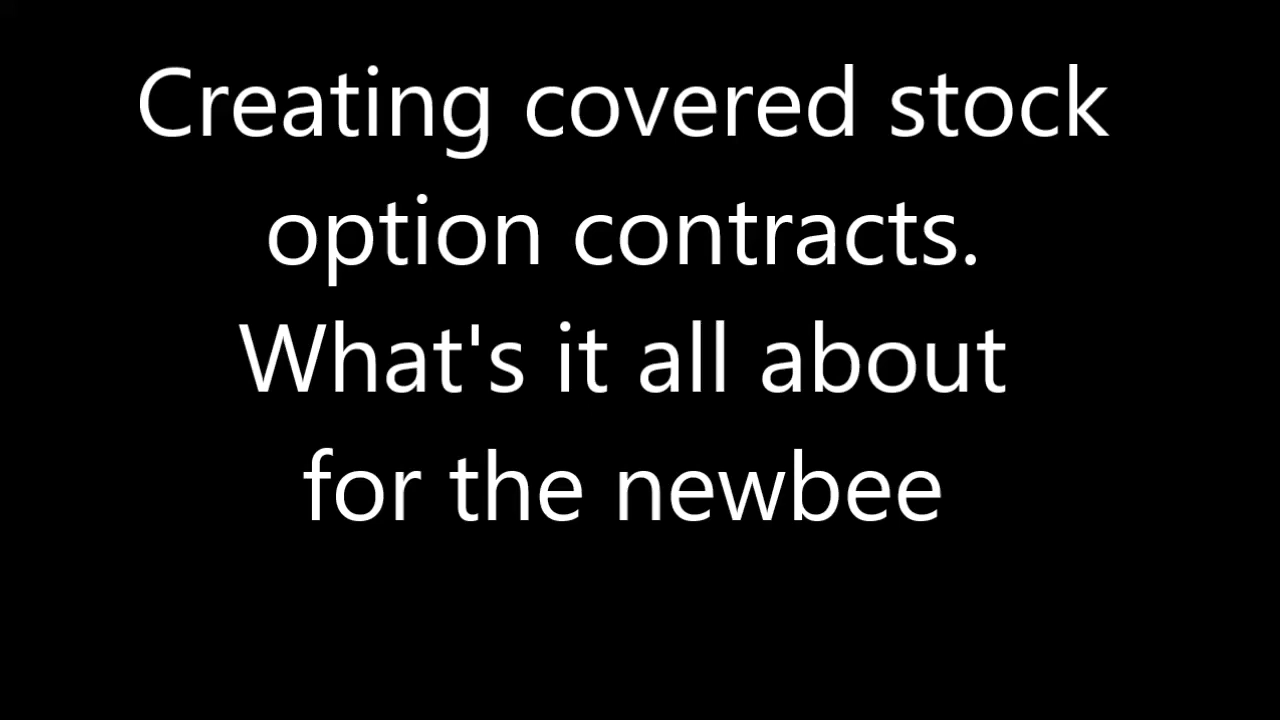 Creating covered stock
option contracts.
What's it all about
for the newbee